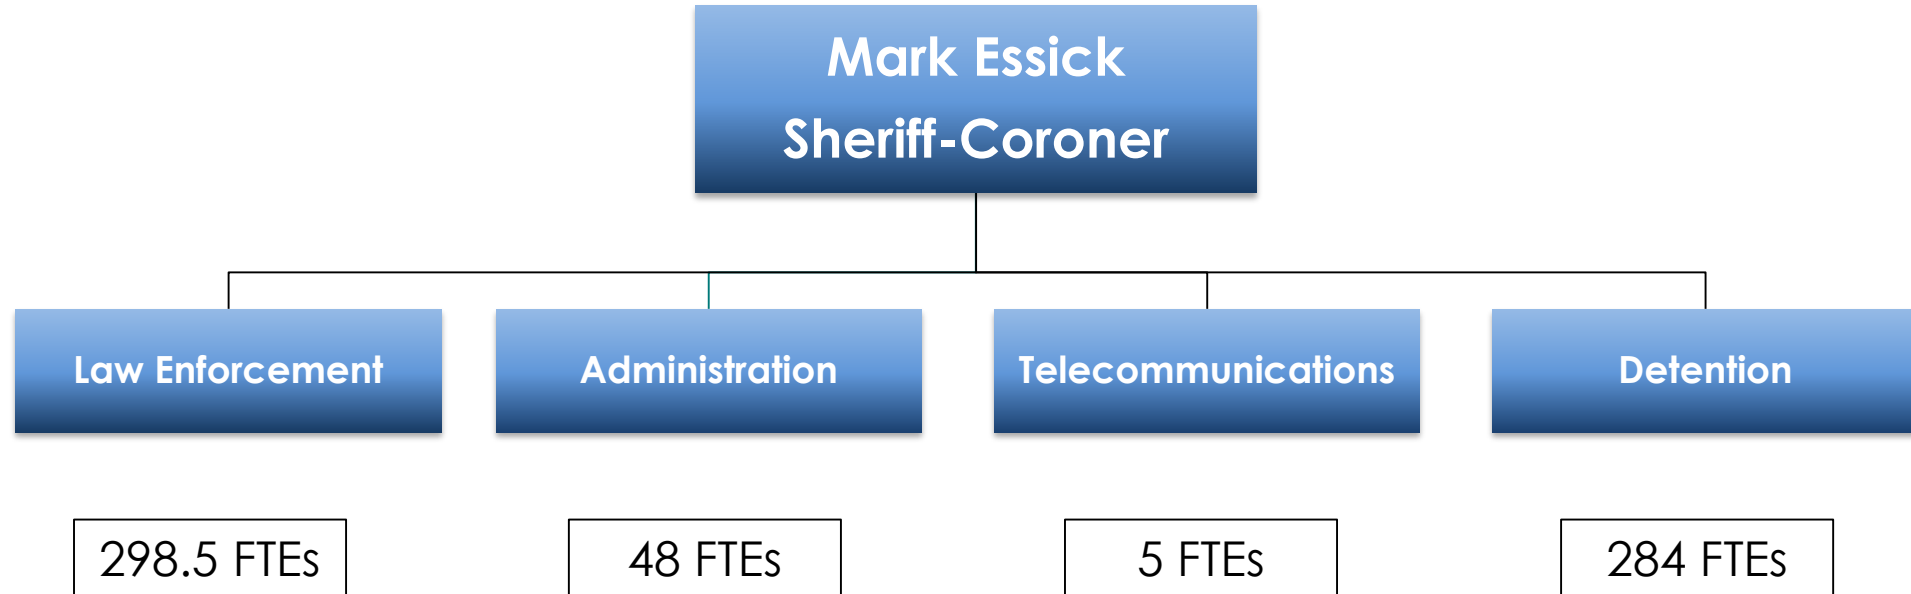 Mark Essick
Sheriff-Coroner
Law Enforcement
Administration
Telecommunications
Detention
298.5 FTEs
48 FTEs
5 FTEs
284 FTEs